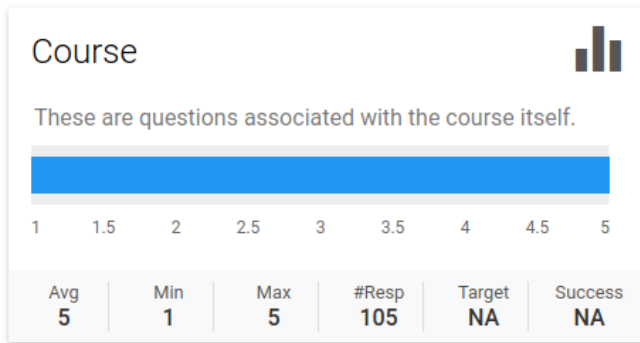 Course
These are questions associated with the course itself.
1 1.5 2 2.5 3 3.5 4 4.5 5
Avg Min Max #Resp Target Success
5 1 5 105 NA NA